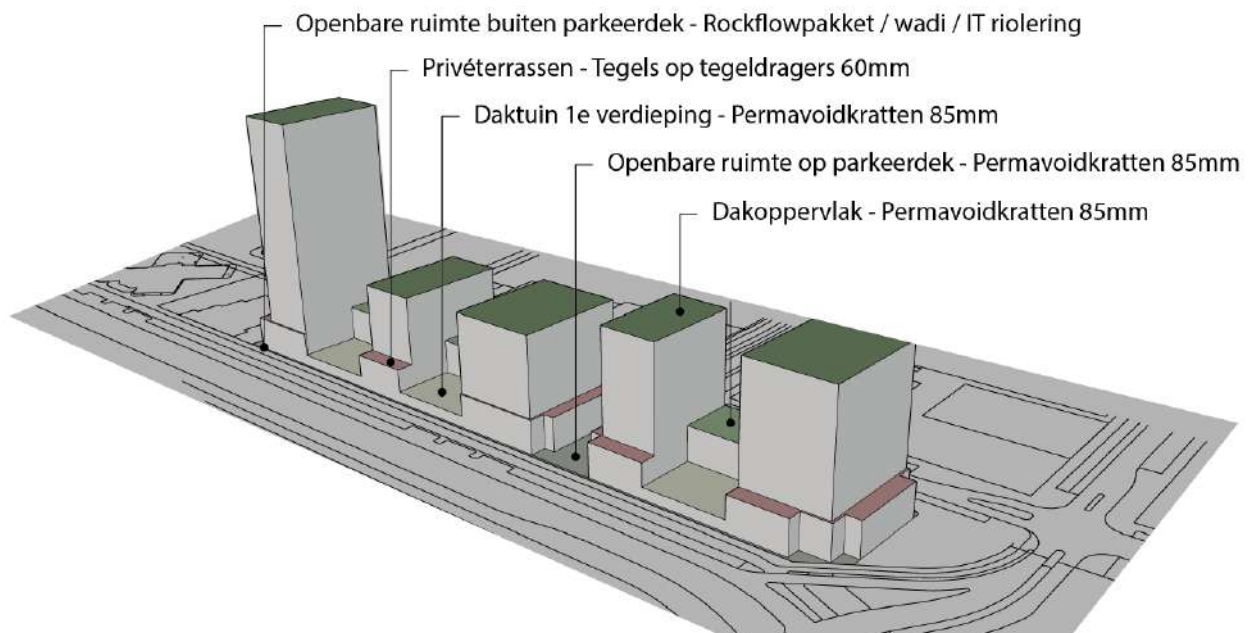 Openbare ruimte buiten parkeerdek - Rockflowpakket / wadi / IT riolering
Privéterrassen - Tegels op tegeldragers 60mm
Daktuin 1e verdieping - Permavoidkratten 85mm
Openbare ruimte op parkeerdek - Permavoidkratten 85mm
Dakoppervlak - Permavoidkratten 85mm